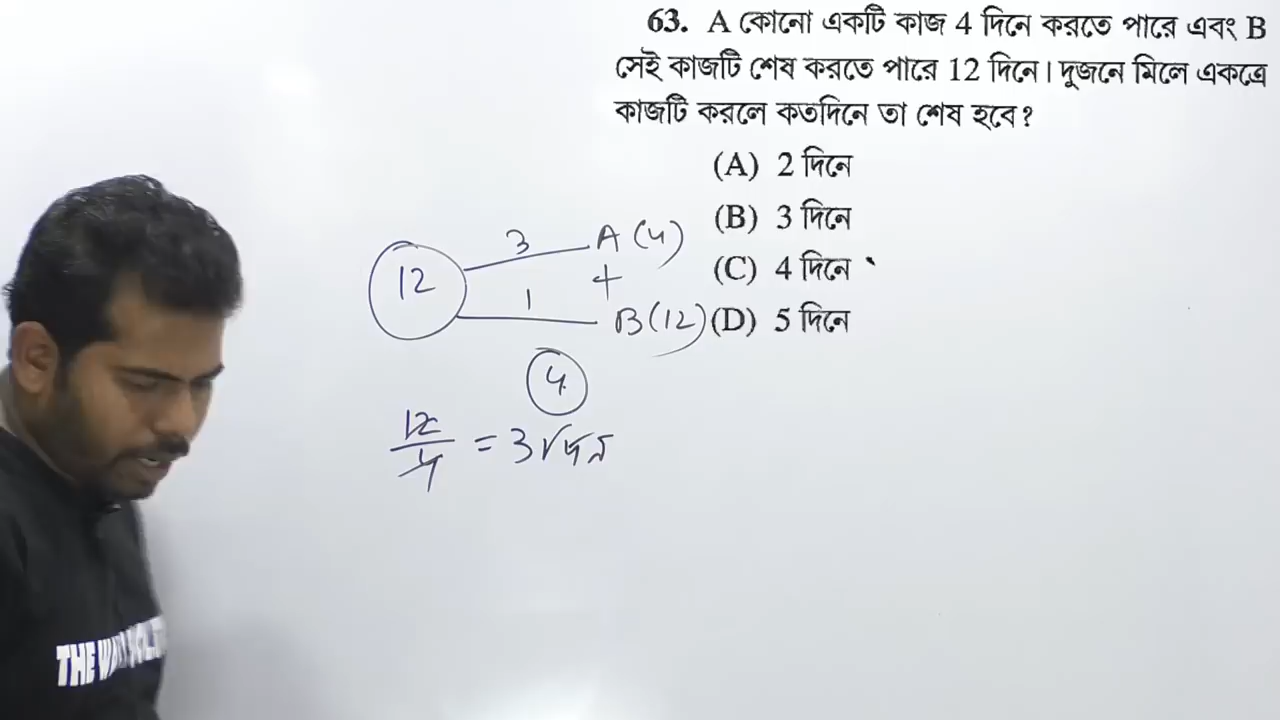 63. A কোনো একটি কাজ 4 দিনে করতে পারে এবং B
সেই কাজটি শেষ করতে পারে 12 দিনে। দুজনে মিলে একত্রে
কাজটি করলে কতদিনে তা শেষ হবে?
(A) 2 দিনে
(B) 3 দিনে
(C) 4 দিনে
(D) 5 দিনে
12
3 A (4)
+
1 B (12)
4
12/4 = 3 দিন
THE W